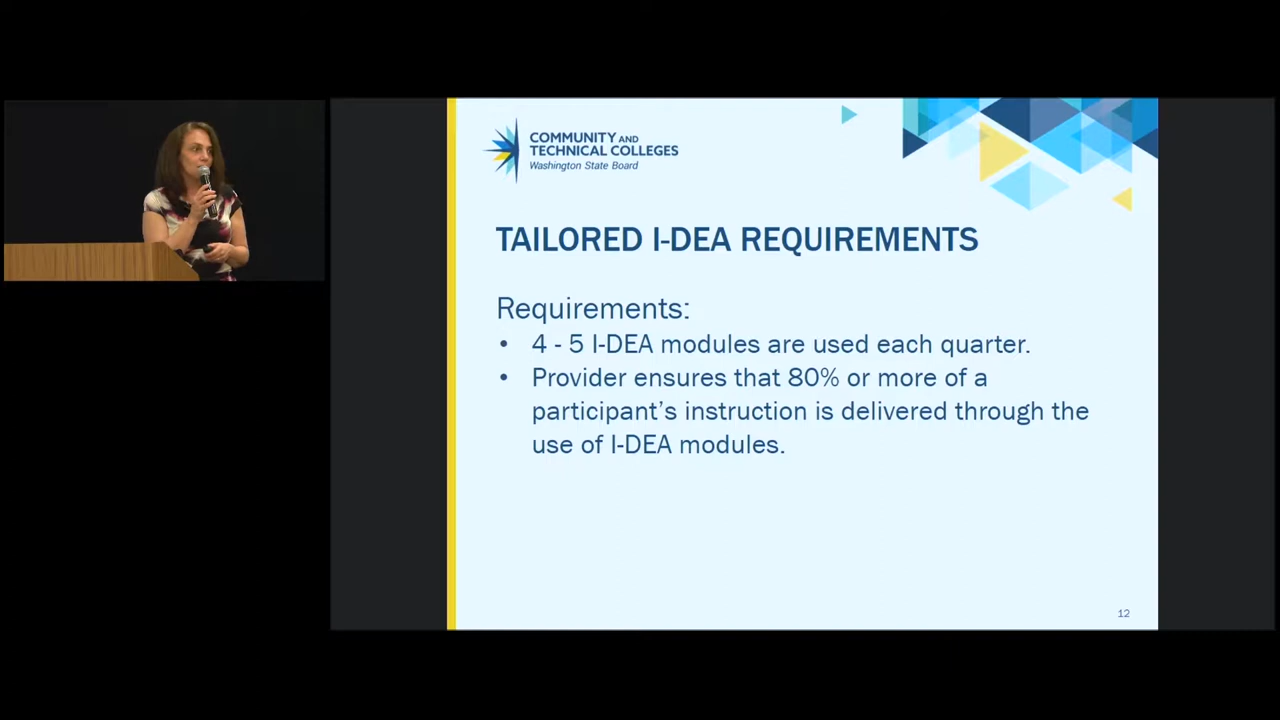 COMMUNITY AND
TECHNICAL COLLEGES
Washington State Board
TAILORED I-DEA REQUIREMENTS
Requirements:
• 4 - 5 I-DEA modules are used each quarter.
• Provider ensures that 80% or more of a
participant’s instruction is delivered through the
use of I-DEA modules.
12